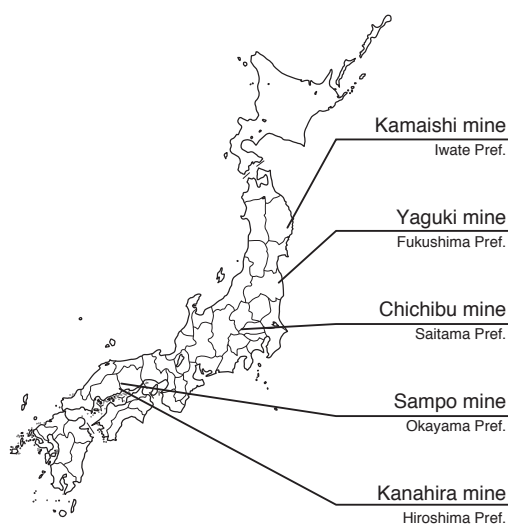 Kamaishi mine
Iwate Pref.
Yaguki mine
Fukushima Pref.
Chichibu mine
Saitama Pref.
Sampo mine
Okayama Pref.
Kanahira mine
Hiroshima Pref.